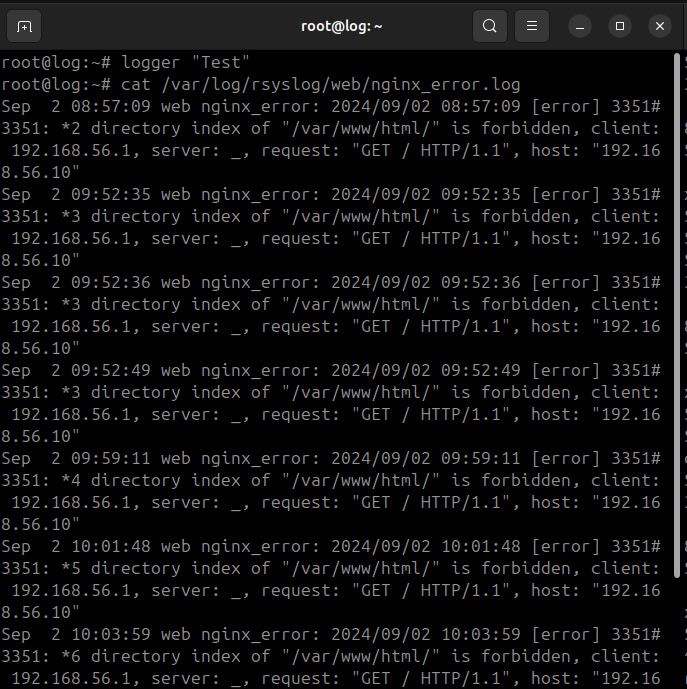 root@log: ~
root@log:~# logger "Test"
root@log:~# cat /var/log/rsyslog/web/nginx_error.log
Sep  2 08:57:09 web nginx_error: 2024/09/02 08:57:09 [error] 3351#
3351: *2 directory index of "/var/www/html/" is forbidden, client:
 192.168.56.1, server: _, request: "GET / HTTP/1.1", host: "192.16
8.56.10"
Sep  2 09:52:35 web nginx_error: 2024/09/02 09:52:35 [error] 3351#
3351: *3 directory index of "/var/www/html/" is forbidden, client:
 192.168.56.1, server: _, request: "GET / HTTP/1.1", host: "192.16
8.56.10"
Sep  2 09:52:36 web nginx_error: 2024/09/02 09:52:36 [error] 3351#
3351: *3 directory index of "/var/www/html/" is forbidden, client:
 192.168.56.1, server: _, request: "GET / HTTP/1.1", host: "192.16
8.56.10"
Sep  2 09:52:49 web nginx_error: 2024/09/02 09:52:49 [error] 3351#
3351: *3 directory index of "/var/www/html/" is forbidden, client:
 192.168.56.1, server: _, request: "GET / HTTP/1.1", host: "192.16
8.56.10"
Sep  2 09:59:11 web nginx_error: 2024/09/02 09:59:11 [error] 3351#
3351: *4 directory index of "/var/www/html/" is forbidden, client:
 192.168.56.1, server: _, request: "GET / HTTP/1.1", host: "192.16
8.56.10"
Sep  2 10:01:48 web nginx_error: 2024/09/02 10:01:48 [error] 3351#
3351: *5 directory index of "/var/www/html/" is forbidden, client:
 192.168.56.1, server: _, request: "GET / HTTP/1.1", host: "192.16
8.56.10"
Sep  2 10:03:59 web nginx_error: 2024/09/02 10:03:59 [error] 3351#
3351: *6 directory index of "/var/www/html/" is forbidden, client:
 192.168.56.1, server: _, request: "GET / HTTP/1.1", host: "192.16